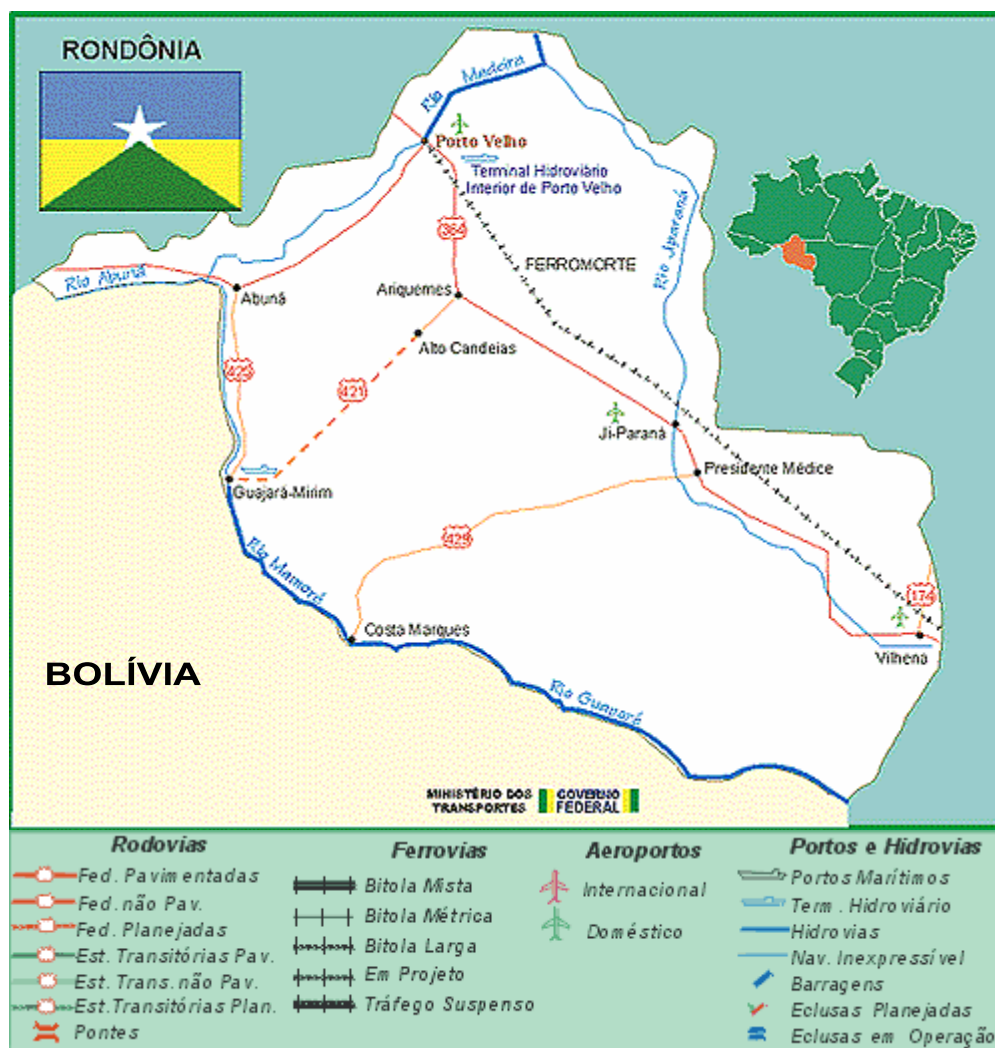 RONDÔNIA
Rio Madeira
Porto Velho
Terminal Hidroviário
Interior de Porto Velho
364
Rio Jiparaná
FERROMORTE
Rio Abunã
Abunã
Ariquemes
Alto Candeias
425
421
Ji-Paraná
Presidente Médice
Guajará-Mirim
429
Rio Mamoré
174
Costa Marques
Vilhena
BOLÍVIA
Rio Guaporé
MINISTÉRIO DOS
TRANSPORTES
GOVERNO
FEDERAL
Rodovias
Fed. Pavimentadas
Fed. não Pav.
Fed. Planejadas
Est. Transitórias Pav.
Est. Trans. não Pav.
Est. Transitórias Plan.
Pontes
Ferrovias
Bitola Mista
Bitola Métrica
Bitola Larga
Em Projeto
Tráfego Suspenso
Aeroportos
Internacional
Doméstico
Portos e Hidrovias
Portos Marítimos
Term. Hidroviário
Hidrovias
Nav. Inexpressível
Barragens
Eclusas Planejadas
Eclusas em Operação